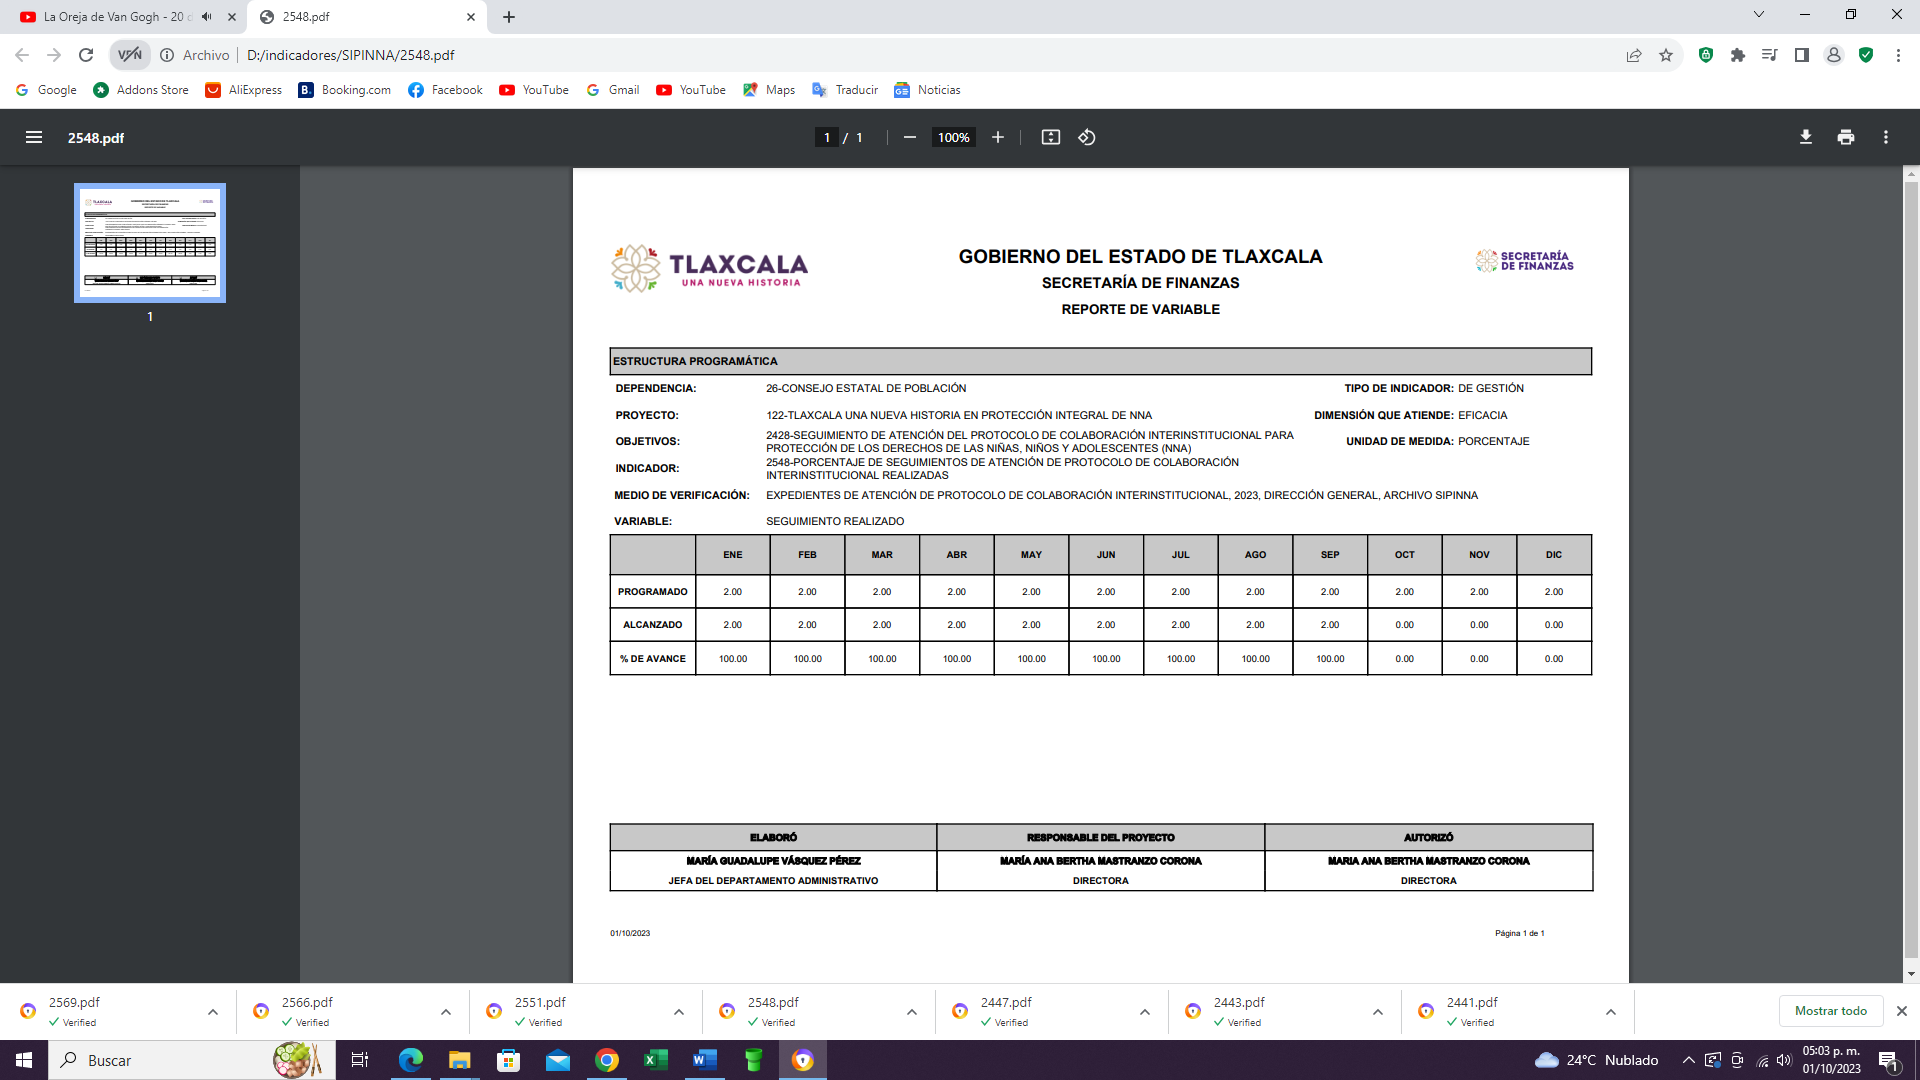 La Oreja de Van Gogh - 20
2548.pdf
VPN
Archivo
D:/indicadores/SIPINNA/2548.pdf
Google
Addons Store
AliExpress
Booking.com
Facebook
YouTube
Gmail
YouTube
Maps
Traducir
Noticias
2548.pdf
1 / 1
100%
1
TLAXCALA
UNA NUEVA HISTORIA
GOBIERNO DEL ESTADO DE TLAXCALA
SECRETARÍA DE FINANZAS
REPORTE DE VARIABLE
SECRETARÍA
DE FINANZAS
ESTRUCTURA PROGRAMÁTICA
DEPENDENCIA: 26-CONSEJO ESTATAL DE POBLACIÓN TIPO DE INDICADOR: DE GESTIÓN
PROYECTO: 122-TLAXCALA UNA NUEVA HISTORIA EN PROTECCIÓN INTEGRAL DE NNA DIMENSIÓN QUE ATIENDE: EFICACIA
OBJETIVOS: 2428-SEGUIMIENTO DE ATENCIÓN DEL PROTOCOLO DE COLABORACIÓN INTERINSTITUCIONAL PARA
PROTECCIÓN DE LOS DERECHOS DE LAS NIÑAS, NIÑOS Y ADOLESCENTES (NNA)
UNIDAD DE MEDIDA: PORCENTAJE
INDICADOR: 2548-PORCENTAJE DE SEGUIMIENTOS DE ATENCIÓN DE PROTOCOLO DE COLABORACIÓN
INTERINSTITUCIONAL REALIZADAS
MEDIO DE VERIFICACIÓN: EXPEDIENTES DE ATENCIÓN DE PROTOCOLO DE COLABORACIÓN INTERINSTITUCIONAL, 2023, DIRECCIÓN GENERAL, ARCHIVO SIPINNA
VARIABLE: SEGUIMIENTO REALIZADO
ENE FEB MAR ABR MAY JUN JUL AGO SEP OCT NOV DIC
PROGRAMADO 2.00 2.00 2.00 2.00 2.00 2.00 2.00 2.00 2.00 2.00 2.00 2.00
ALCANZADO 2.00 2.00 2.00 2.00 2.00 2.00 2.00 2.00 2.00 0.00 0.00 0.00
% DE AVANCE 100.00 100.00 100.00 100.00 100.00 100.00 100.00 100.00 100.00 0.00 0.00 0.00
ELABORÓ RESPONSABLE DEL PROYECTO AUTORIZÓ
MARÍA GUADALUPE VÁSQUEZ PÉREZ MARÍA ANA BERTHA MASTRANZO CORONA MARIA ANA BERTHA MASTRANZO CORONA
JEFA DEL DEPARTAMENTO ADMINISTRATIVO DIRECTORA DIRECTORA
01/10/2023 Página 1 de 1
2569.pdf
Verified
2566.pdf
Verified
2551.pdf
Verified
2548.pdf
Verified
2447.pdf
Verified
2443.pdf
Verified
2441.pdf
Verified
Mostrar todo
Buscar
24°C Nublado
05:03 p. m.
01/10/2023
1